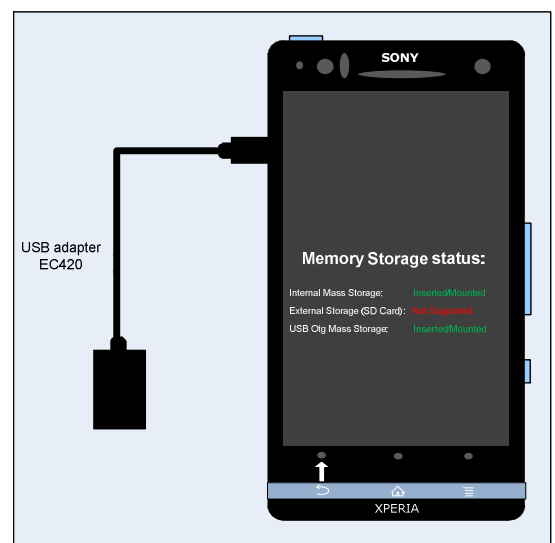 SONY
USB adapter
EC420
Memory Storage status:
Internal Mass Storage: Inserted/Mounted
External Storage (SD Card): Not Supported
USB Otg Mass Storage: Inserted/Mounted
XPERIA